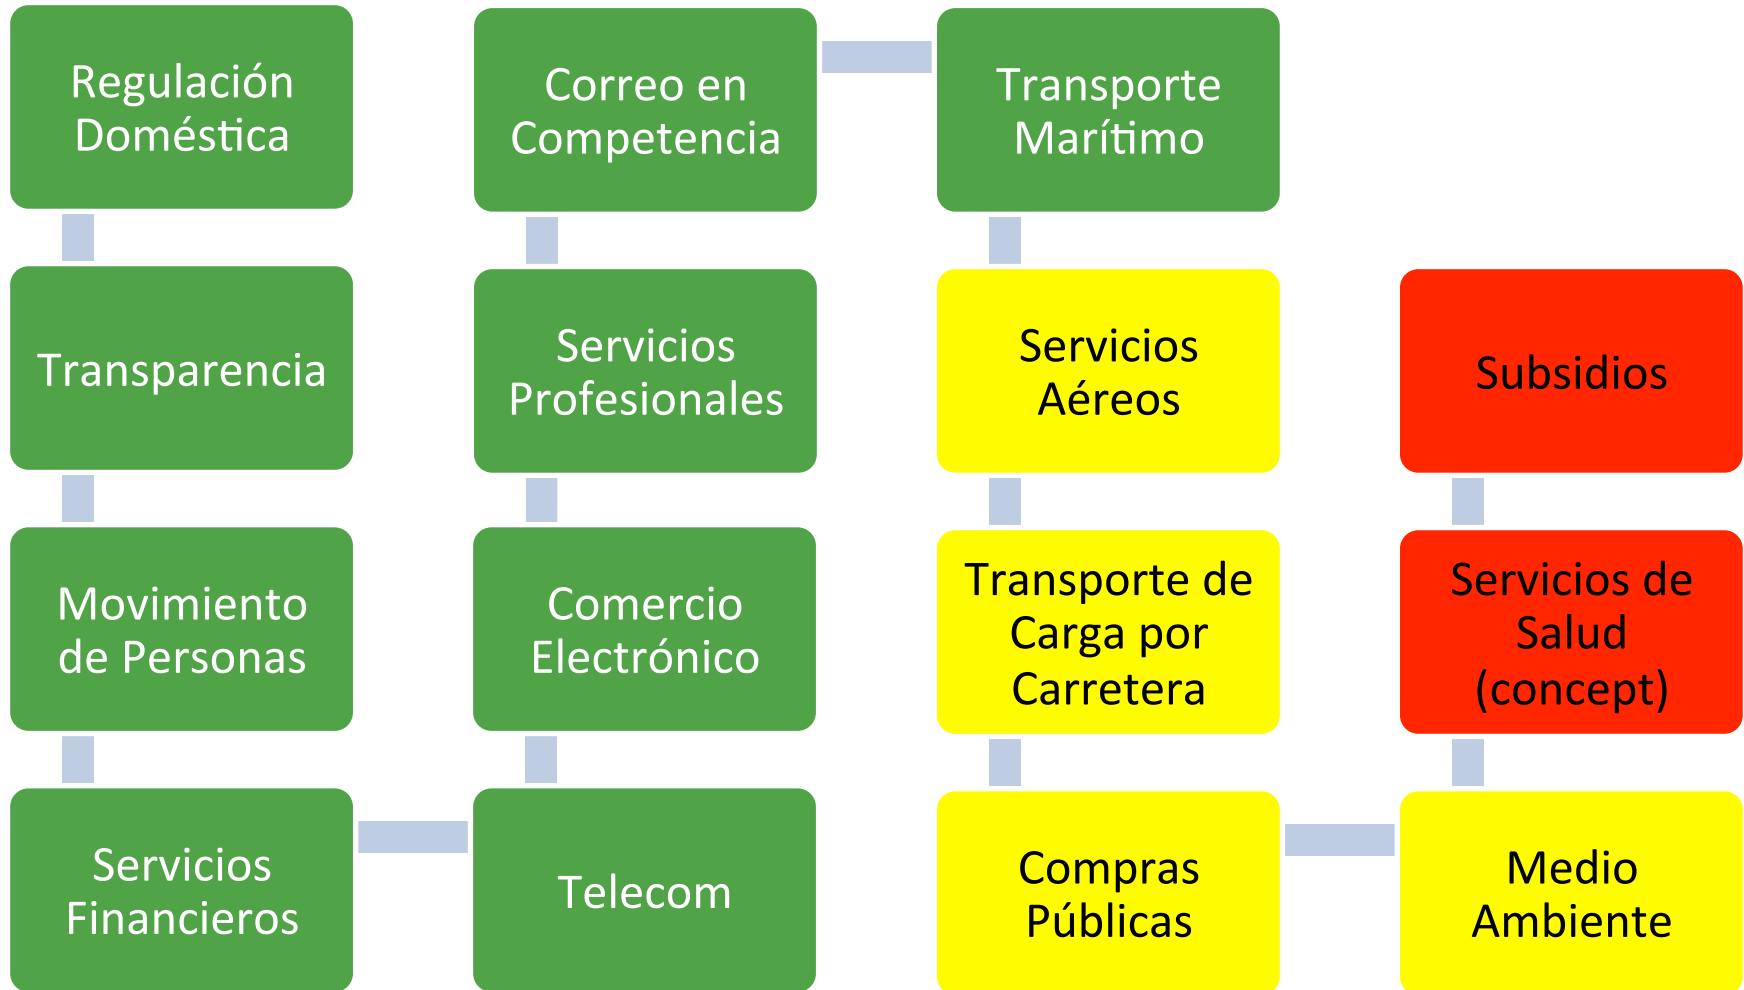 Regulación
Doméstica
Transparencia
Movimiento
de Personas
Servicios
Financieros
Telecom
Comercio
Electrónico
Servicios
Profesionales
Correo en
Competencia
Transporte
Marítimo
Servicios
Aéreos
Transporte de
Carga por
Carretera
Compras
Públicas
Medio
Ambiente
Servicios de
Salud
(concept)
Subsidios